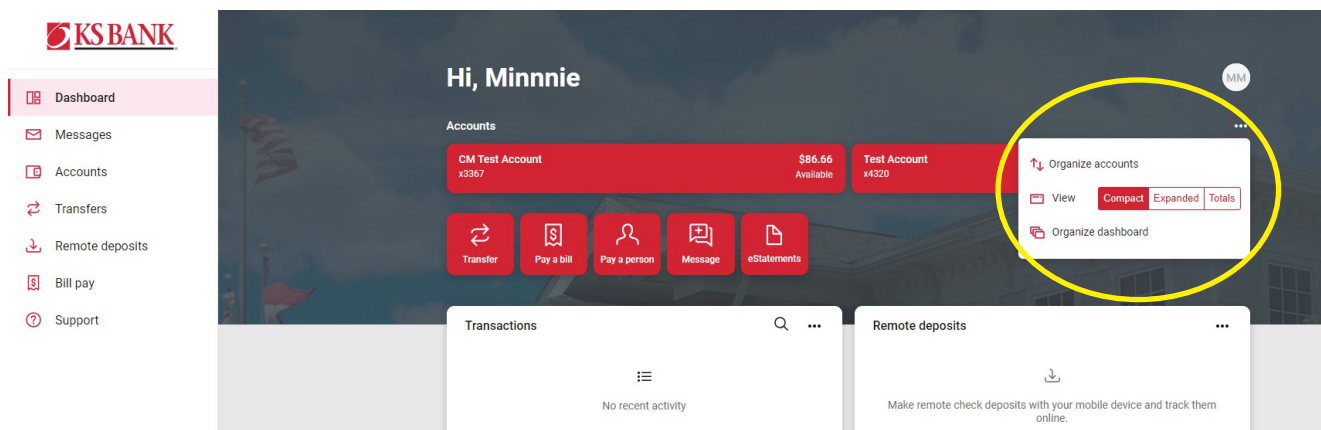 KS BANK
Dashboard
Messages
Accounts
Transfers
Remote deposits
Bill pay
Support
Hi, Minnnie
MM
Accounts
CM Test Account
x3367
$86.66
Available
Test Account
x4320
Organize accounts
View Compact Expanded Totals
Organize dashboard
Transfer
Pay a bill
Pay a person
Message
eStatements
Transactions
No recent activity
Remote deposits
Make remote check deposits with your mobile device and track them
online.